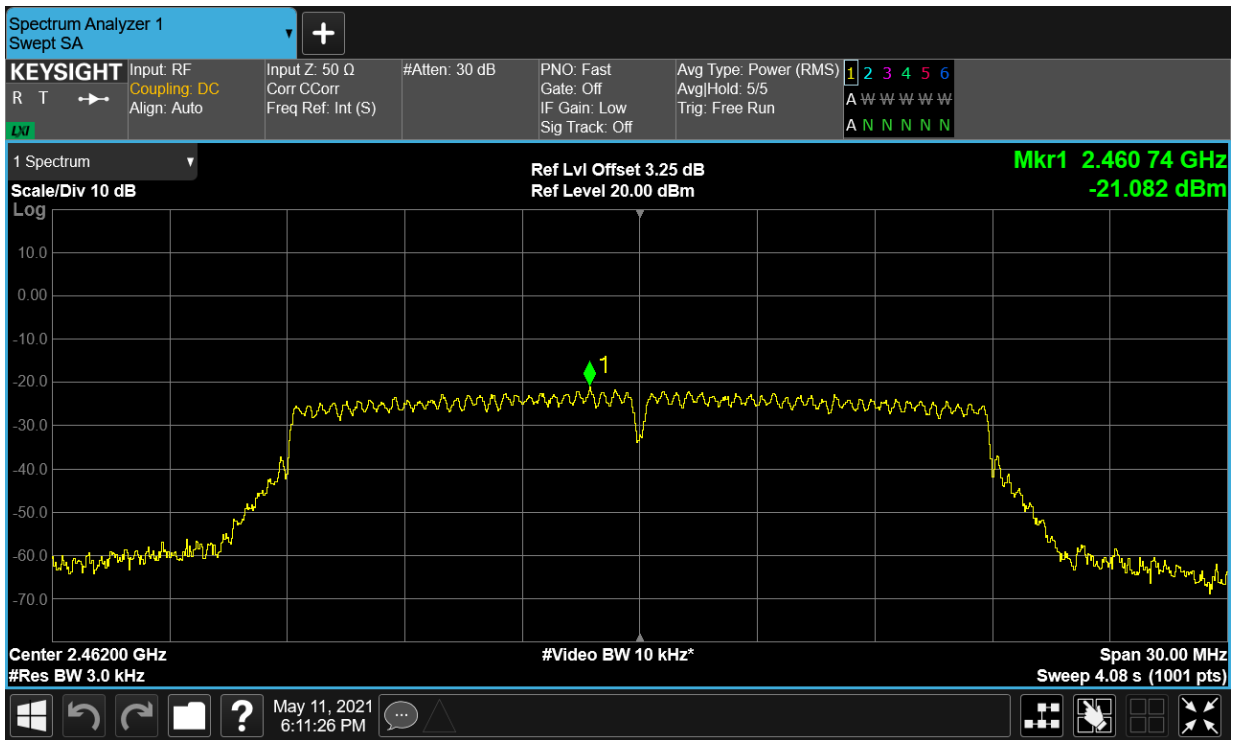 Spectrum Analyzer 1
Swept SA
KEYSIGHT
R T
LXI
Input: RF
Coupling: DC
Align: Auto
Input Z: 50 Ω
Corr CCorr
Freq Ref: Int (S)
#Atten: 30 dB
PNO: Fast
Gate: Off
IF Gain: Low
Sig Track: Off
Avg Type: Power (RMS)
Avg|Hold: 5/5
Trig: Free Run
1 2 3 4 5 6
A W W W W W
A N N N N N
1 Spectrum
Scale/Div 10 dB
Ref Lvl Offset 3.25 dB
Ref Level 20.00 dBm
Mkr1 2.460 74 GHz
-21.082 dBm
Log
10.0
0.00
-10.0
1
-20.0
-30.0
-40.0
-50.0
-60.0
-70.0
Center 2.46200 GHz
#Res BW 3.0 kHz
#Video BW 10 kHz*
Span 30.00 MHz
Sweep 4.08 s (1001 pts)
?
May 11, 2021
6:11:26 PM